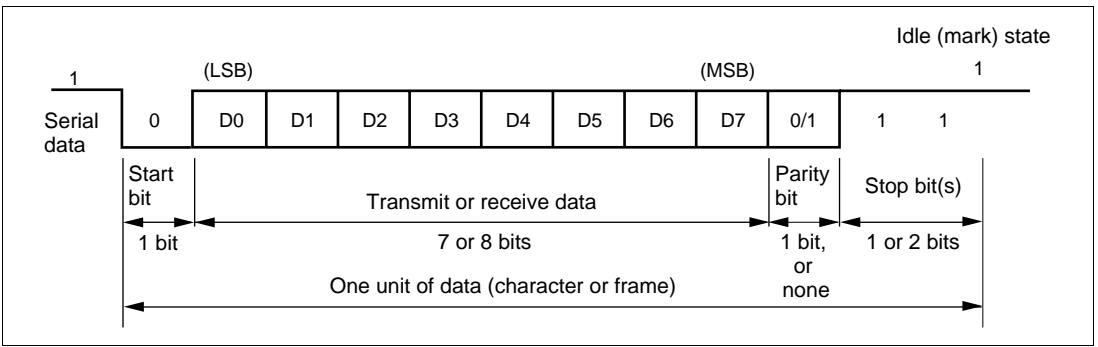 Idle (mark) state
1
(LSB)
(MSB)
1
Serial
data
0
D0
D1
D2
D3
D4
D5
D6
D7
0/1
1
1
Start
bit
Transmit or receive data
Parity
bit
Stop bit(s)
1 bit
7 or 8 bits
1 bit,
or
none
1 or 2 bits
One unit of data (character or frame)